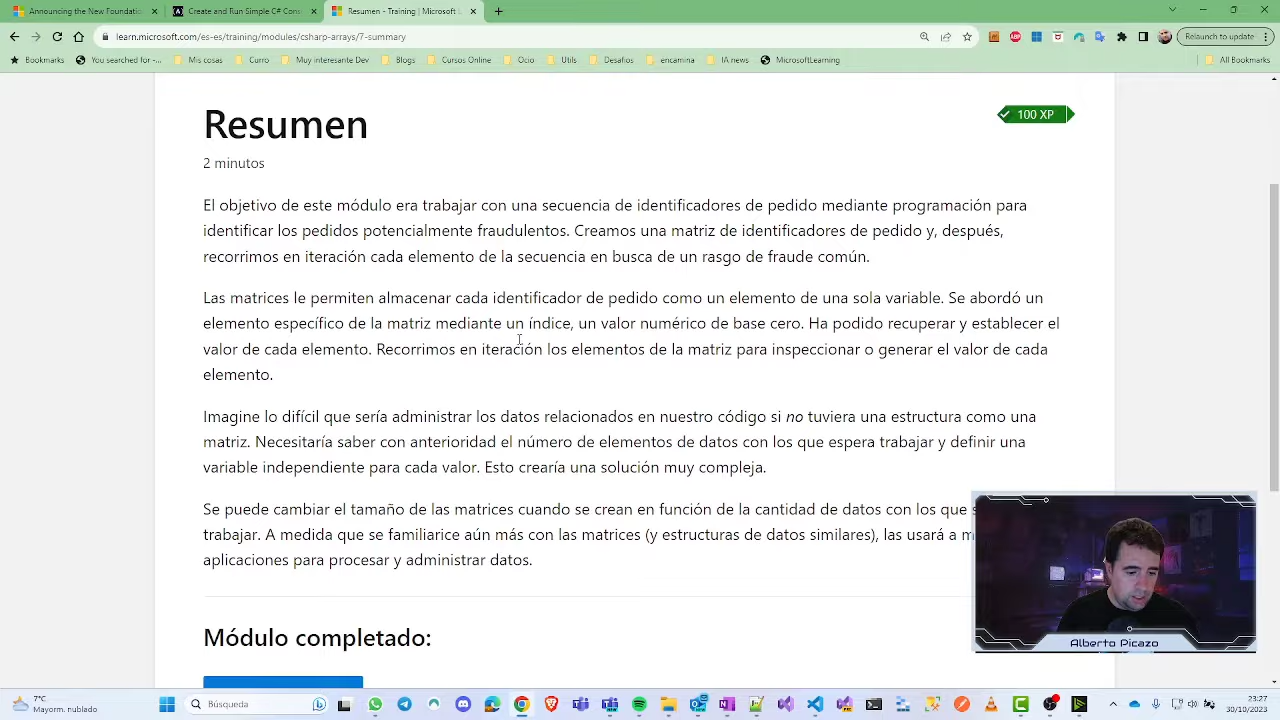 Announcing the New Foundatio
Create and Run Simple C# Cons
Resumen - Training | Microsoft L
learn.microsoft.com/es-es/training/modules/csharp-arrays/7-summary
Relaunch to update
Bookmarks
You searched for -...
Mis cosas
Curro
Muy interesante Dev
Blogs
Cursos Online
Ocio
Utils
Desafios
encamina
IA news
MicrosoftLearning
All Bookmarks
Resumen
100 XP
2 minutos
El objetivo de este módulo era trabajar con una secuencia de identificadores de pedido mediante programación para
identificar los pedidos potencialmente fraudulentos. Creamos una matriz de identificadores de pedido y, después,
recorrimos en iteración cada elemento de la secuencia en busca de un rasgo de fraude común.
Las matrices le permiten almacenar cada identificador de pedido como un elemento de una sola variable. Se abordó un
elemento específico de la matriz mediante un índice, un valor numérico de base cero. Ha podido recuperar y establecer el
valor de cada elemento. Recorrimos en iteración los elementos de la matriz para inspeccionar o generar el valor de cada
elemento.
Imagine lo difícil que sería administrar los datos relacionados en nuestro código si no tuviera una estructura como una
matriz. Necesitaría saber con anterioridad el número de elementos de datos con los que espera trabajar y definir una
variable independiente para cada valor. Esto crearía una solución muy compleja.
Se puede cambiar el tamaño de las matrices cuando se crean en función de la cantidad de datos con los que
trabajar. A medida que se familiarice aún más con las matrices (y estructuras de datos similares), las usará a
aplicaciones para procesar y administrar datos.
Módulo completado:
Alberto Picazo
7°C
Mayorm. nublado
Búsqueda
23:27
30/10/2023